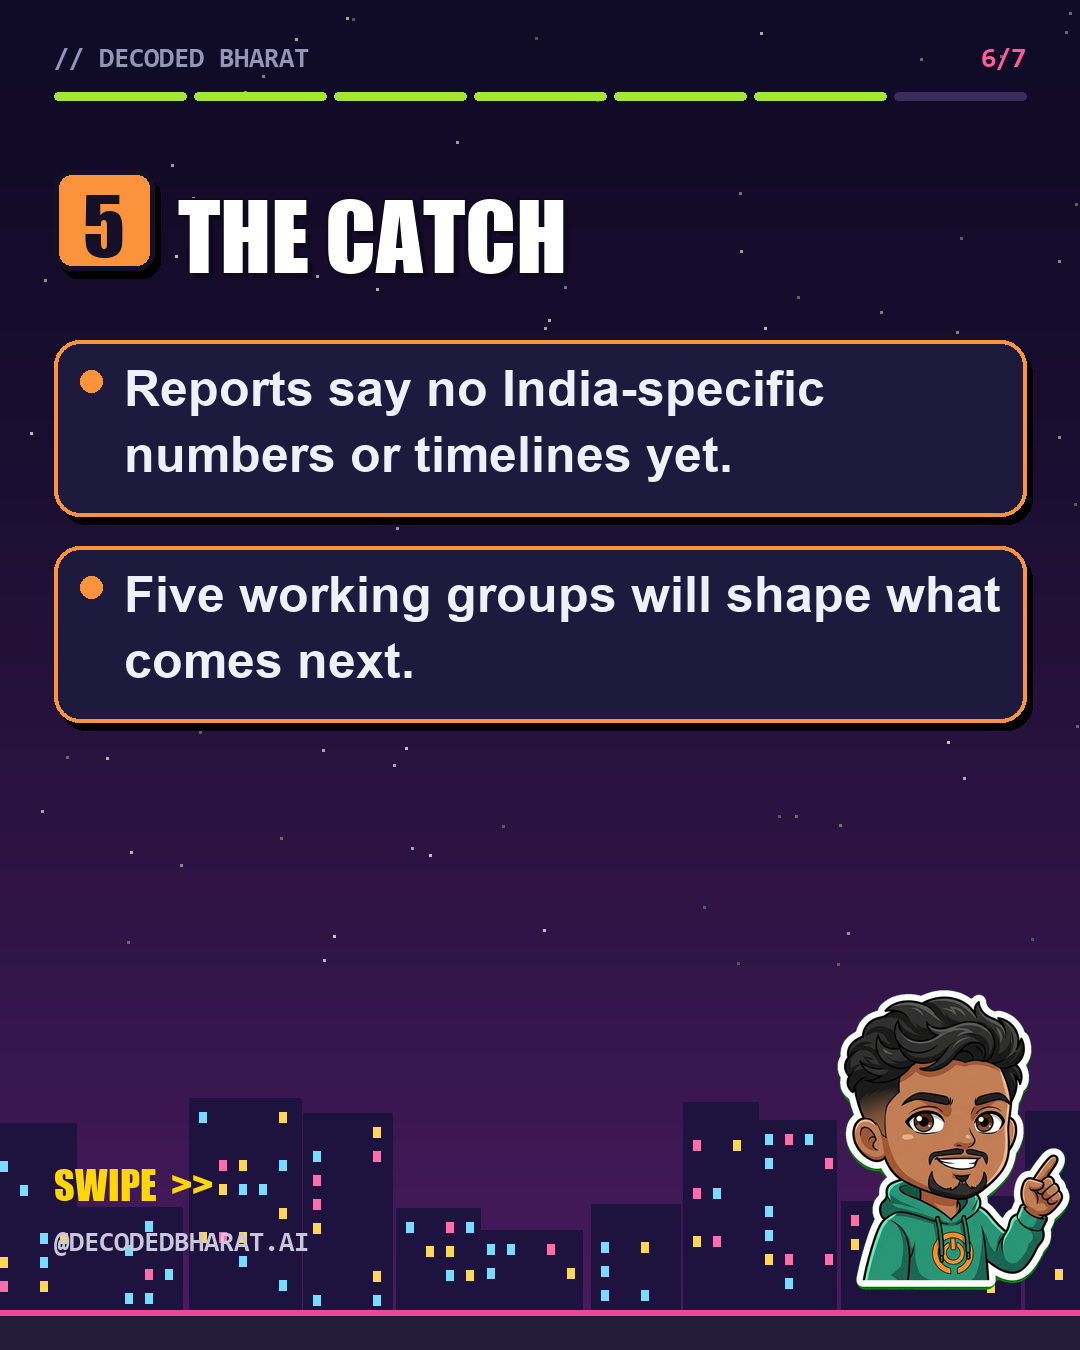 // DECODED BHARAT
6/7
5
THE CATCH
Reports say no India-specific
numbers or timelines yet.
Five working groups will shape what
comes next.
SWIPE >>
@DECODEDBHARAT.AI